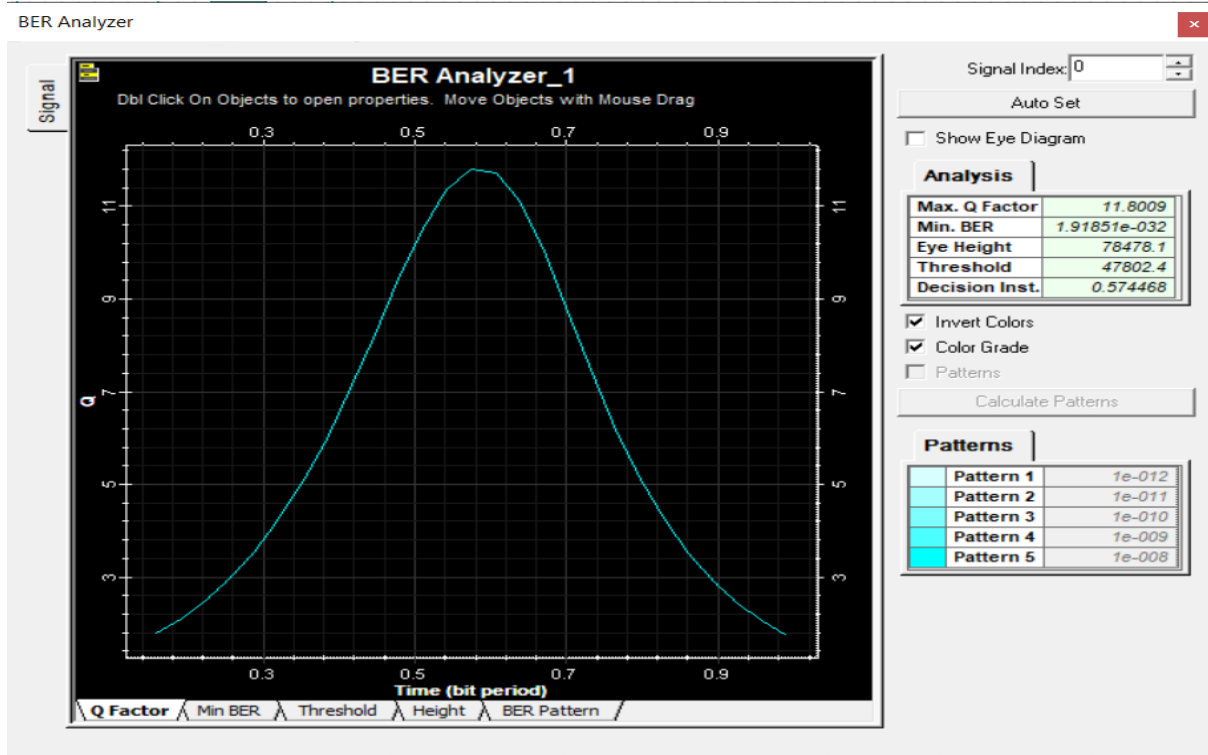 BER Analyzer
×
Signal
BER Analyzer_1
Dbl Click On Objects to open properties. Move Objects with Mouse Drag
0.3 0.5 0.7 0.9
11 11
9 9
7 7
Q
5 5
3 3
0.3 0.5 0.7 0.9
Time (bit period)
Q Factor Min BER Threshold Height BER Pattern
Signal Index: 0
Auto Set
Show Eye Diagram
Analysis
Max. Q Factor 11.8009
Min. BER 1.91851e-032
Eye Height 78478.1
Threshold 47802.4
Decision Inst. 0.574468
Invert Colors
Color Grade
Patterns
Calculate Patterns
Patterns
Pattern 1 1e-012
Pattern 2 1e-011
Pattern 3 1e-010
Pattern 4 1e-009
Pattern 5 1e-008